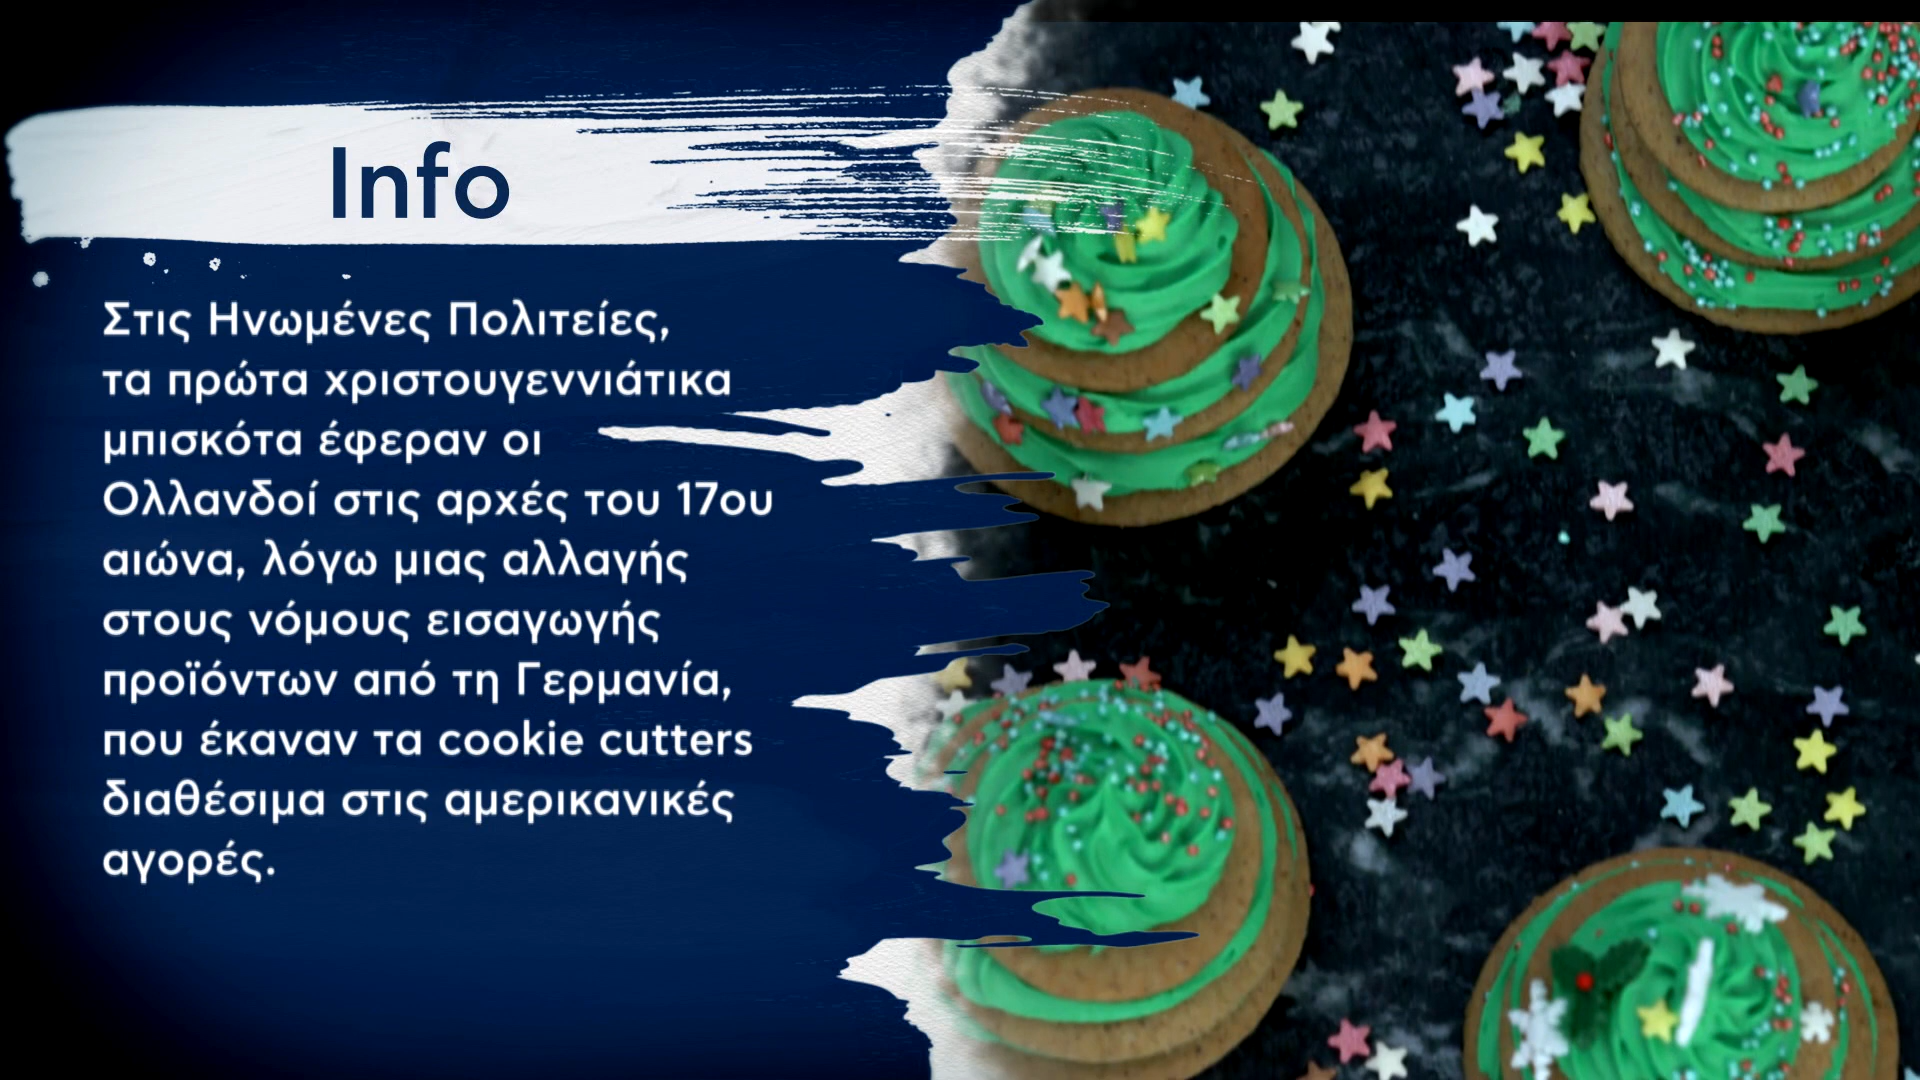 Info
Στις Ηνωμένες Πολιτείες,
τα πρώτα χριστουγεννιάτικα
μπισκότα έφεραν οι
Ολλανδοί στις αρχές του 17ου
αιώνα, λόγω μιας αλλαγής
στους νόμους εισαγωγής
προϊόντων από τη Γερμανία,
που έκαναν τα cookie cutters
διαθέσιμα στις αμερικανικές
αγορές.